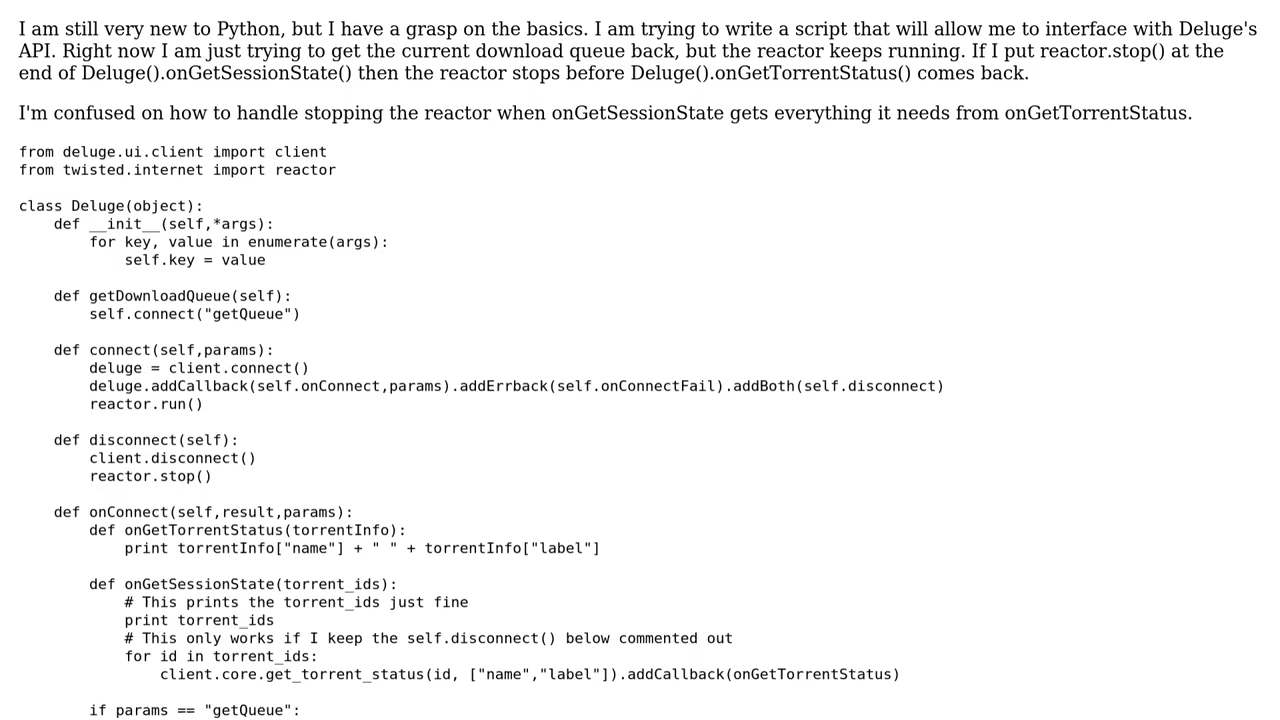 I am still very new to Python, but I have a grasp on the basics. I am trying to write a script that will allow me to interface with Deluge's
API. Right now I am just trying to get the current download queue back, but the reactor keeps running. If I put reactor.stop() at the
end of Deluge().onGetSessionState() then the reactor stops before Deluge().onGetTorrentStatus() comes back.
I'm confused on how to handle stopping the reactor when onGetSessionState gets everything it needs from onGetTorrentStatus.
from deluge.ui.client import client
from twisted.internet import reactor
class Deluge(object):
    def __init__(self,*args):
        for key, value in enumerate(args):
            self.key = value
    def getDownloadQueue(self):
        self.connect("getQueue")
    def connect(self,params):
        deluge = client.connect()
        deluge.addCallback(self.onConnect,params).addErrback(self.onConnectFail).addBoth(self.disconnect)
        reactor.run()
    def disconnect(self):
        client.disconnect()
        reactor.stop()
    def onConnect(self,result,params):
        def onGetTorrentStatus(torrentInfo):
            print torrentInfo["name"] + " " + torrentInfo["label"]
        def onGetSessionState(torrent_ids):
            # This prints the torrent_ids just fine
            print torrent_ids
            # This only works if I keep the self.disconnect() below commented out
            for id in torrent_ids:
                client.core.get_torrent_status(id, ["name","label"]).addCallback(onGetTorrentStatus)
        if params == "getQueue":